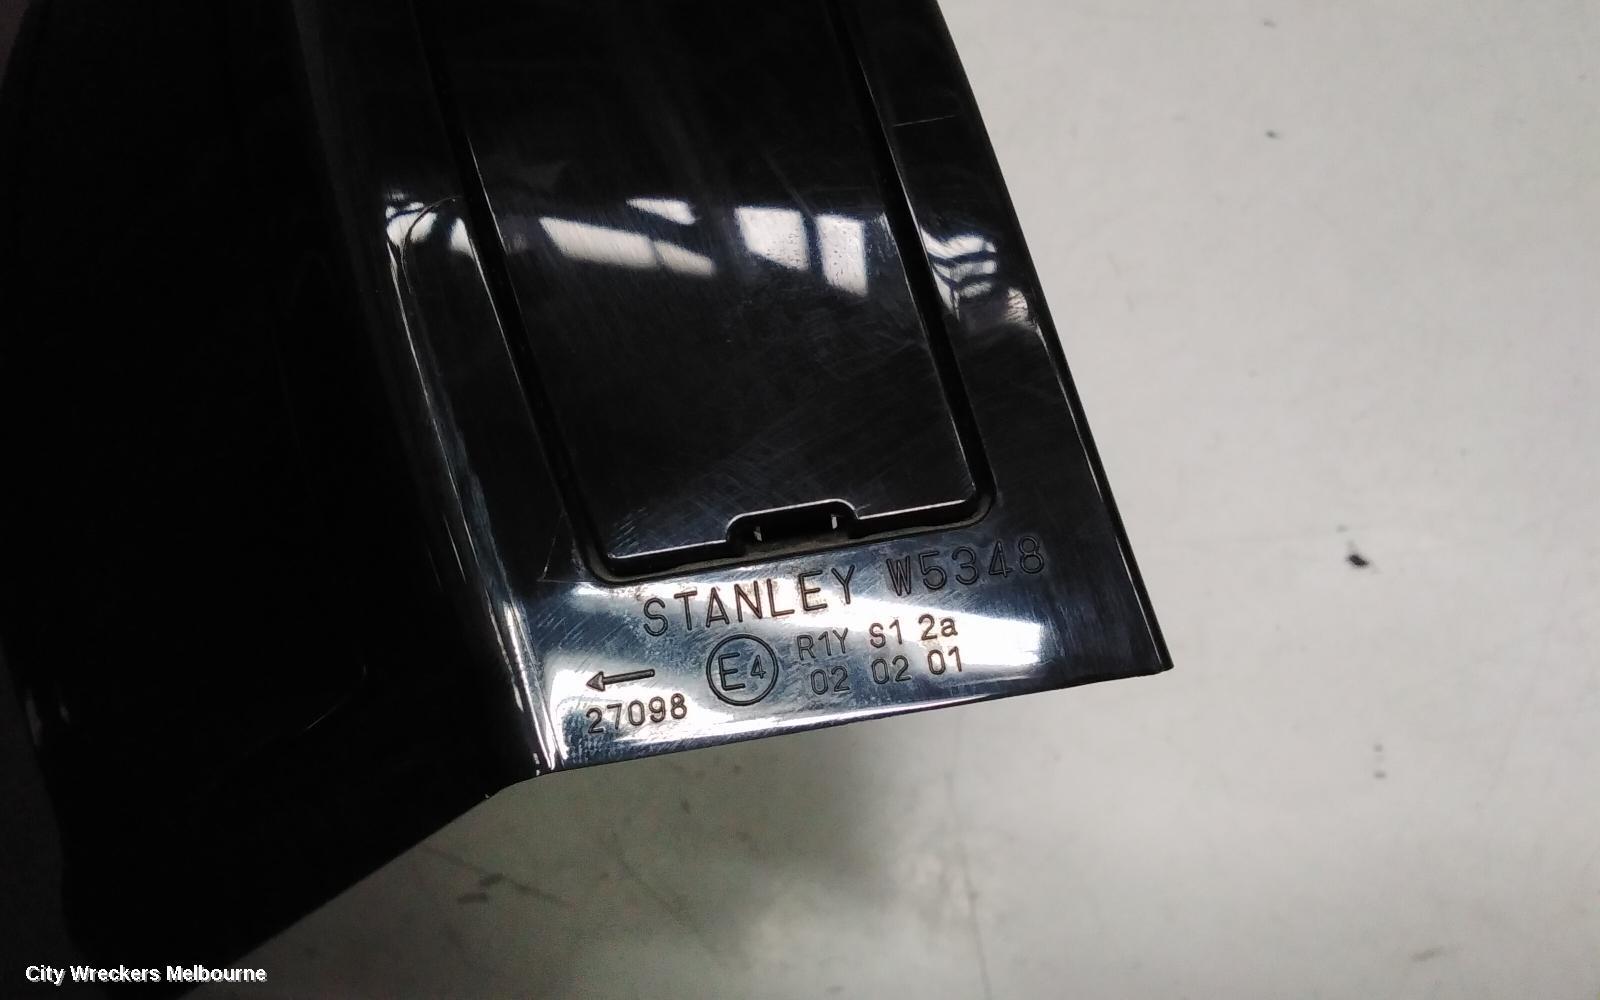 STANLEY W5348
E4 R1Y S1 2a
02 02 01
←
27098
City Wreckers Melbourne